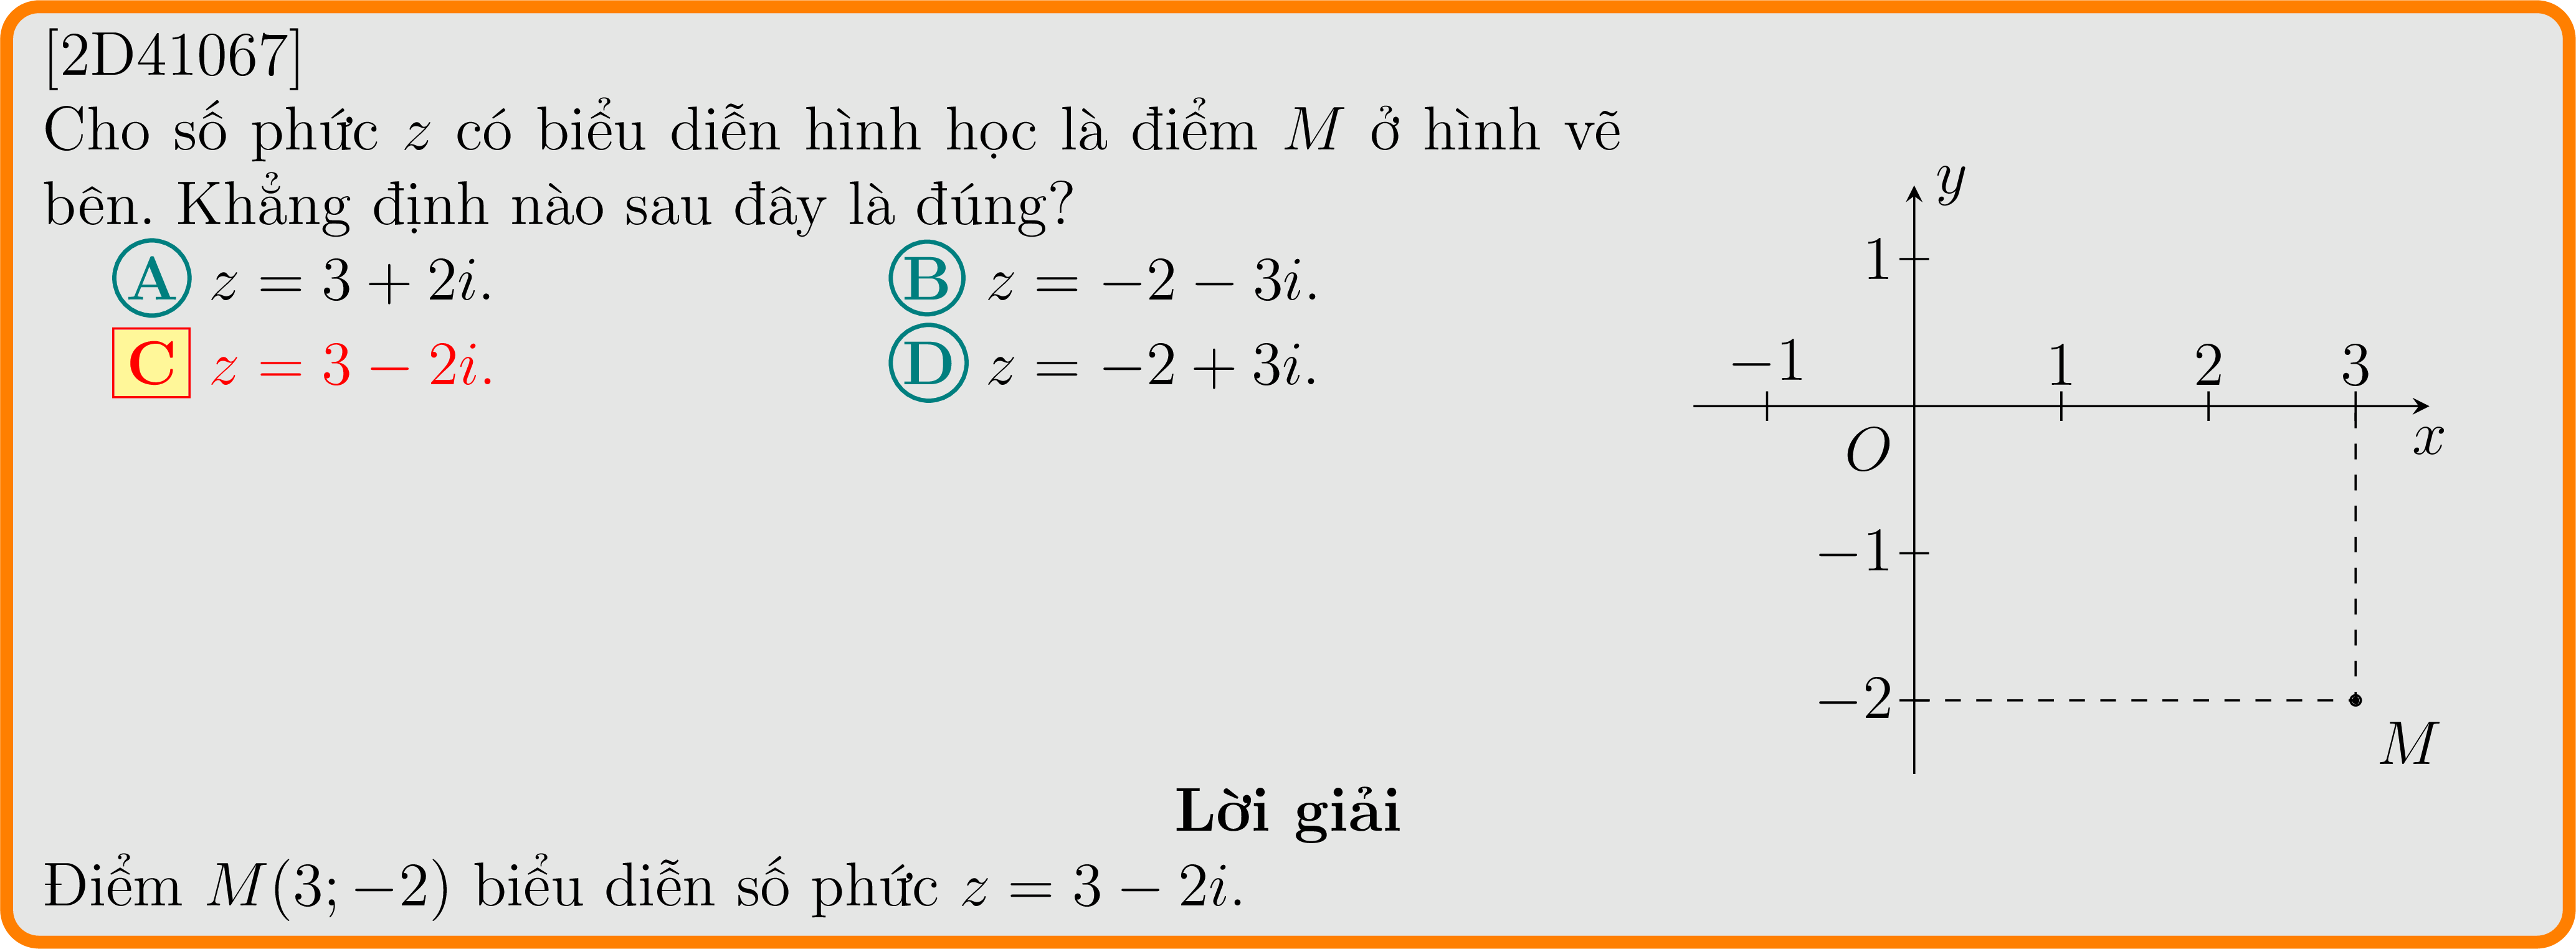 [2D41067]
Cho số phức z có biểu diễn hình học là điểm M ở hình vẽ
bên. Khẳng định nào sau đây là đúng?
A z = 3 + 2i.
B z = −2 − 3i.
C z = 3 − 2i.
D z = −2 + 3i.
y
1
−1
1
2
3
O
x
−1
−2
M
Lời giải
Điểm M(3; −2) biểu diễn số phức z = 3 − 2i.